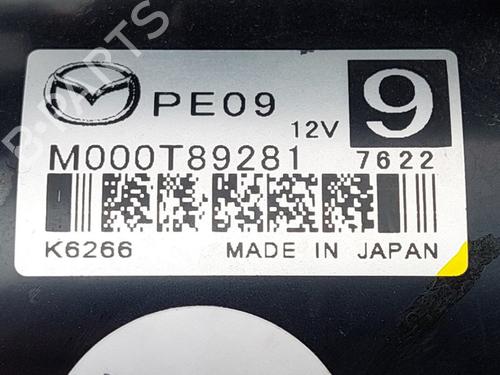 B-PARTS
PE09
12V
9
M000T89281
7622
K6266
MADE IN JAPAN